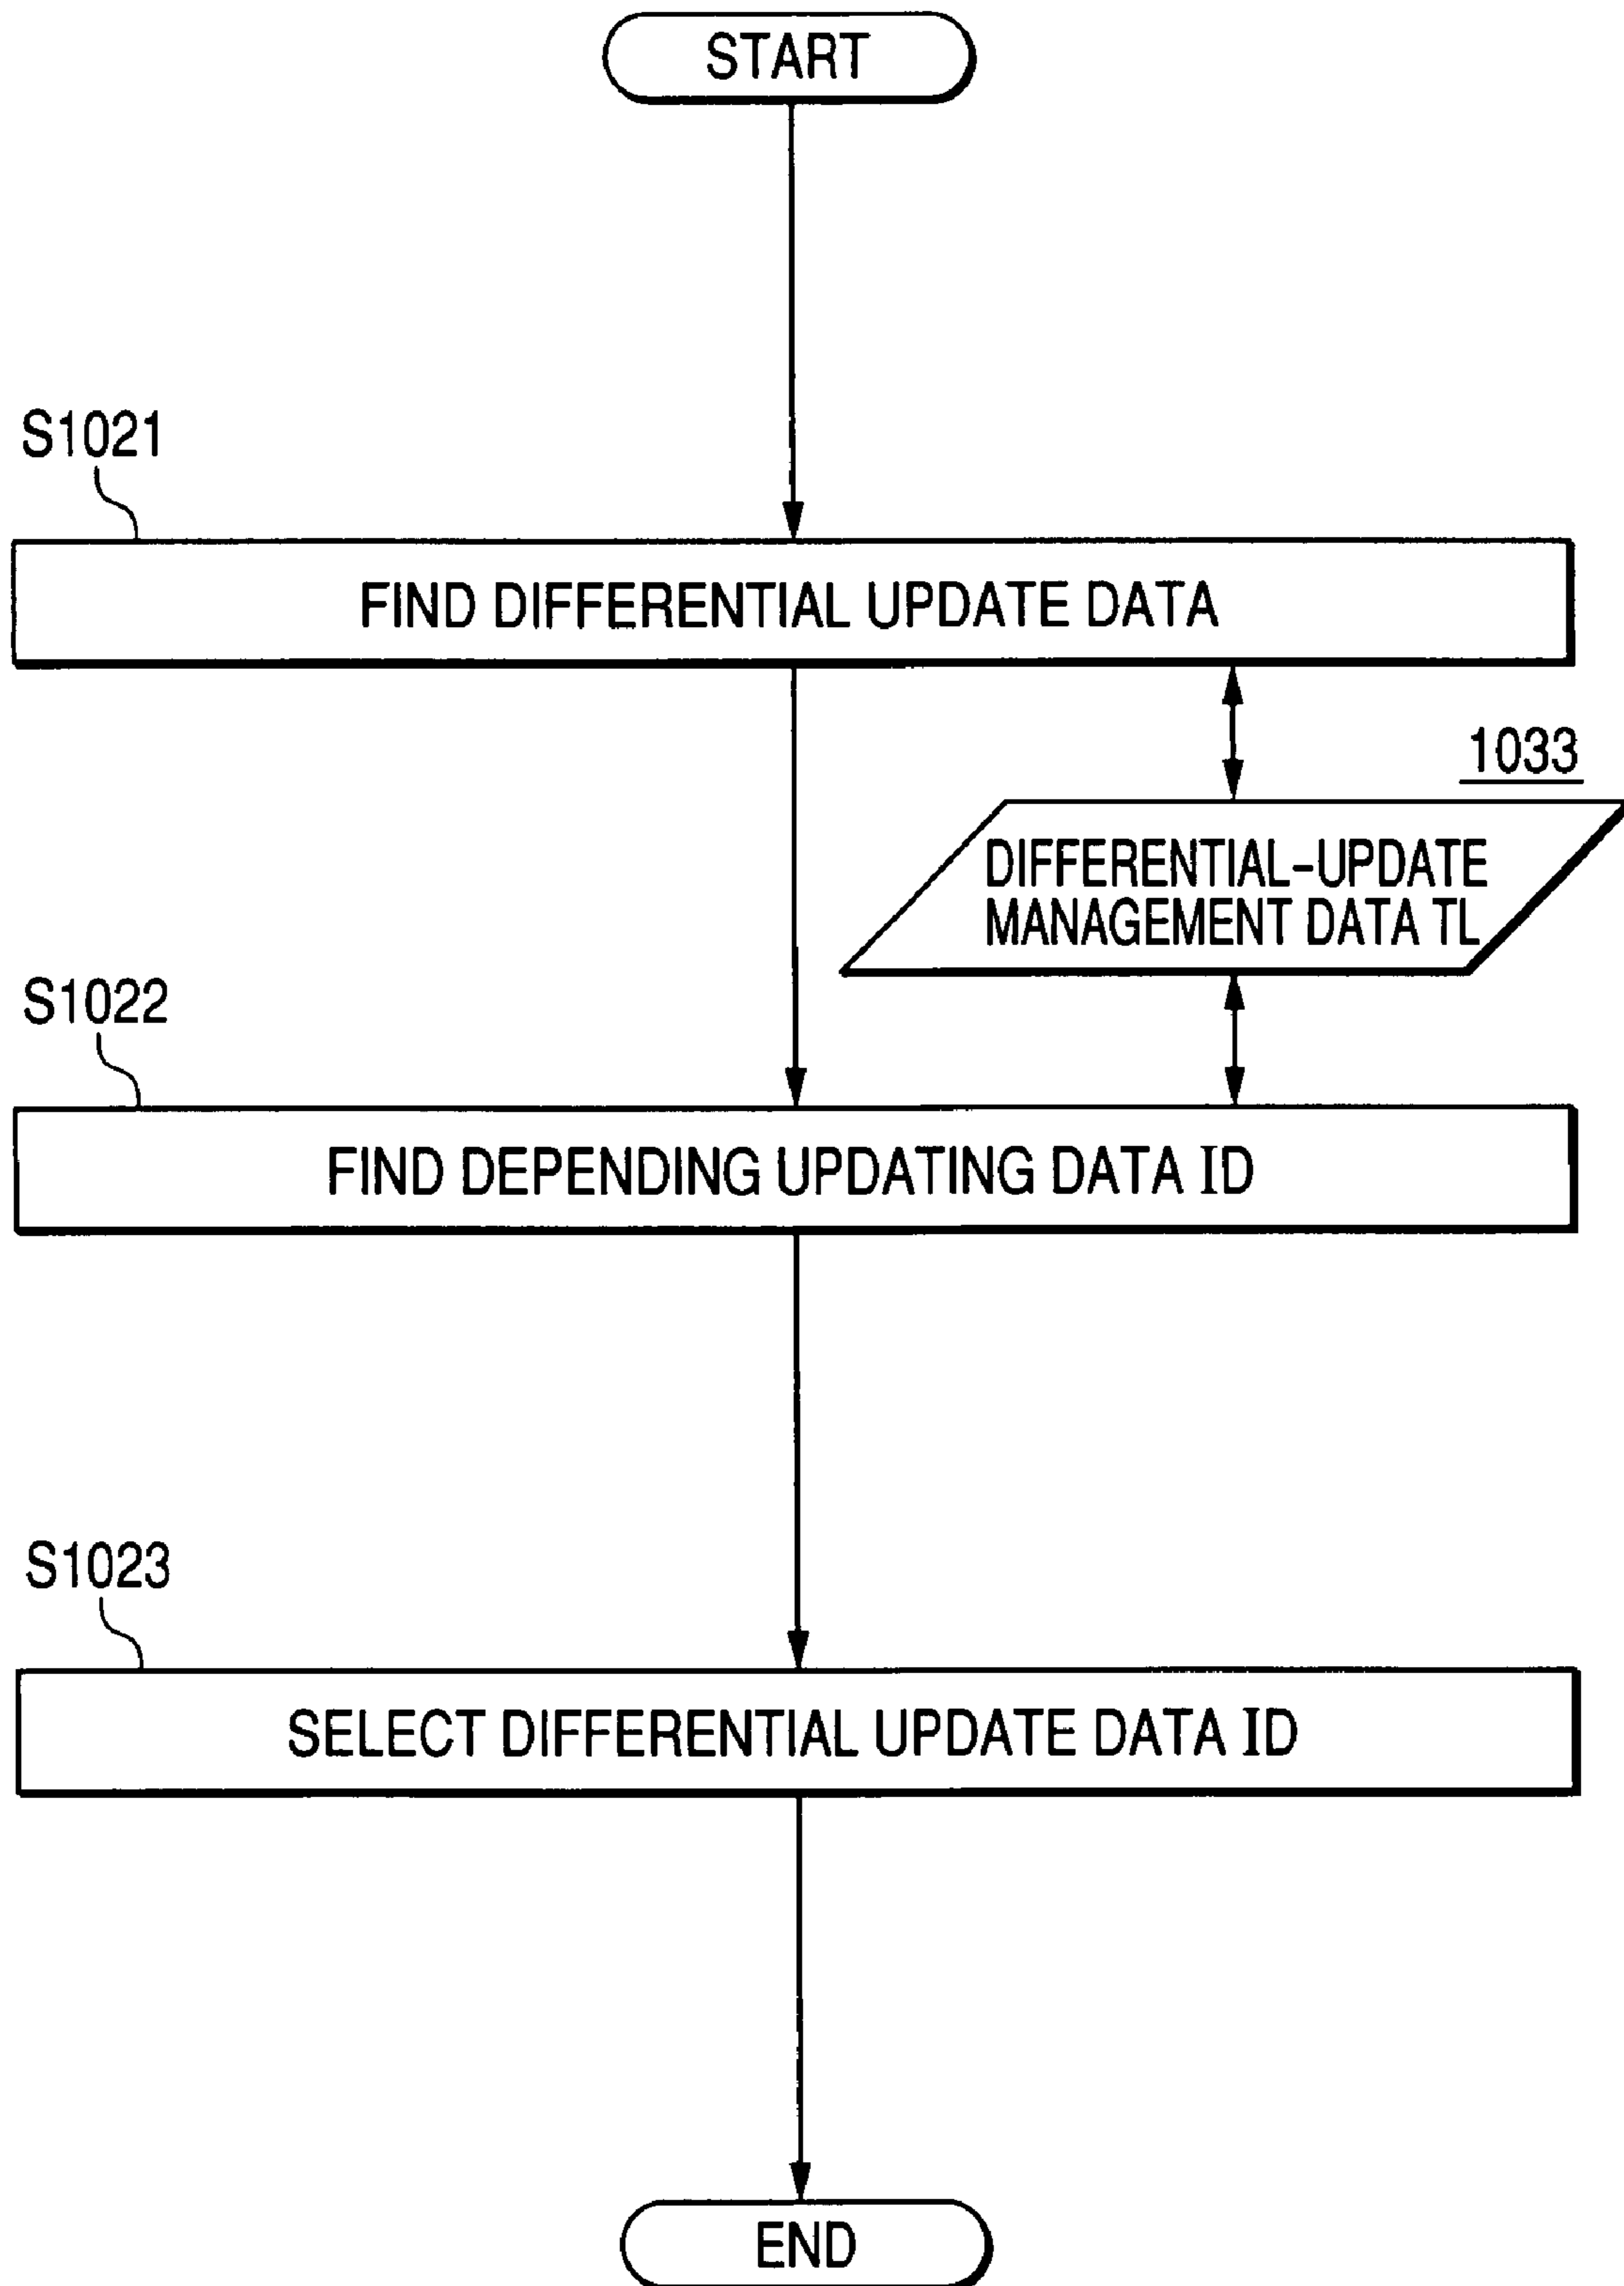 START
S1021
FIND DIFFERENTIAL UPDATE DATA
1033
DIFFERENTIAL-UPDATE
MANAGEMENT DATA TL
S1022
FIND DEPENDING UPDATING DATA ID
S1023
SELECT DIFFERENTIAL UPDATE DATA ID
END